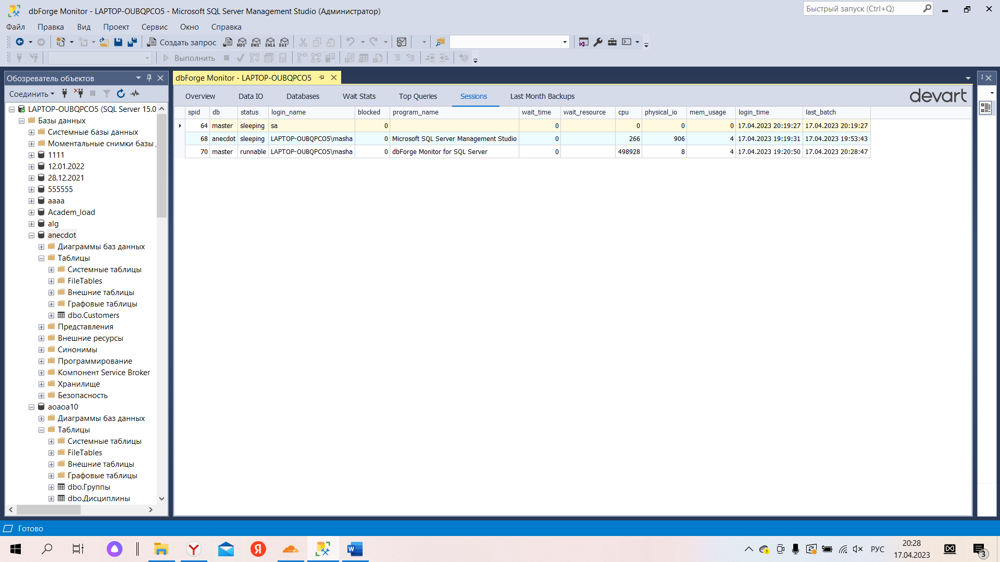 dbForge Monitor - LAPTOP-OUBQPCO5 - Microsoft SQL Server Management Studio (Администратор)
Быстрый запуск (Ctrl+Q)
Файл Правка Вид Проект Сервис Окно Справка
Создать запрос MDX DMX XMLA DAX
Выполнить
Обозреватель объектов
Соединить
LAPTOP-OUBQPCO5 (SQL Server 15.0
Базы данных
Системные базы данных
Моментальные снимки базы
1111
12.01.2022
28.12.2021
555555
aaaa
Academ_load
alg
anecdot
Диаграммы баз данных
Таблицы
Системные таблицы
FileTables
Внешние таблицы
Графовые таблицы
dbo.Customers
Представления
Внешние ресурсы
Синонимы
Программирование
Компонент Service Broker
Хранилище
Безопасность
aoaoa10
Диаграммы баз данных
Таблицы
Системные таблицы
FileTables
Внешние таблицы
Графовые таблицы
dbo.Группы
dbo.Дисциплины
dbForge Monitor - LAPTOP-OUBQPCO5
Overview Data IO Databases Wait Stats Top Queries Sessions Last Month Backups
devart
spid db status login_name blocked program_name wait_time wait_resource cpu physical_io mem_usage login_time last_batch
64 master sleeping sa 0 0 0 0 0 17.04.2023 20:19:27 17.04.2023 20:19:27
68 anecdot sleeping LAPTOP-OUBQPCO5\masha 0 Microsoft SQL Server Management Studio 0 266 906 4 17.04.2023 19:19:31 17.04.2023 19:53:43
70 master runnable LAPTOP-OUBQPCO5\masha 0 dbForge Monitor for SQL Server 0 498928 8 4 17.04.2023 19:20:50 17.04.2023 20:28:47
Готово
РУС
20:28
17.04.2023
3